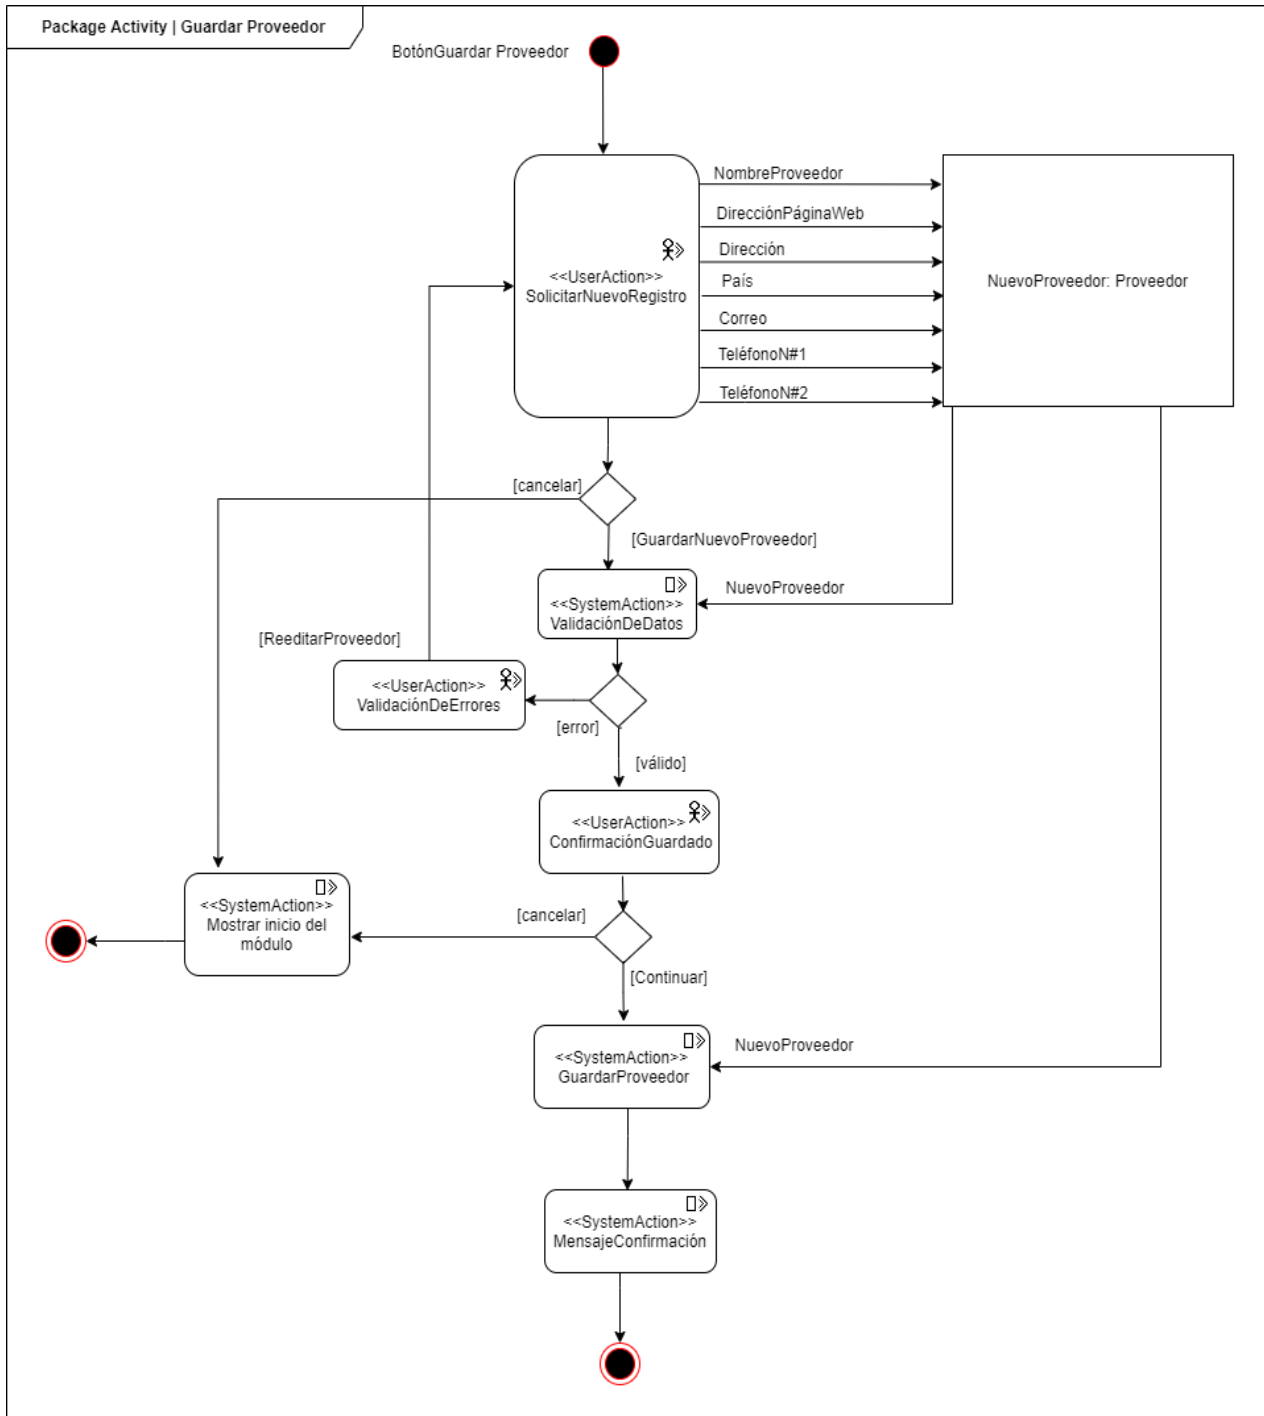 Package Activity | Guardar Proveedor
BotónGuardar Proveedor
NombreProveedor
DirecciónPáginaWeb
Dirección
País
Correo
TeléfonoN#1
TeléfonoN#2
<<UserAction>>
SolicitarNuevoRegistro
NuevoProveedor: Proveedor
[cancelar]
[GuardarNuevoProveedor]
<<SystemAction>>
ValidaciónDeDatos
NuevoProveedor
[ReeditarProveedor]
<<UserAction>>
ValidaciónDeErrores
[error]
[válido]
<<UserAction>>
ConfirmaciónGuardado
<<SystemAction>>
Mostrar inicio del
módulo
[cancelar]
[Continuar]
<<SystemAction>>
GuardarProveedor
NuevoProveedor
<<SystemAction>>
MensajeConfirmación